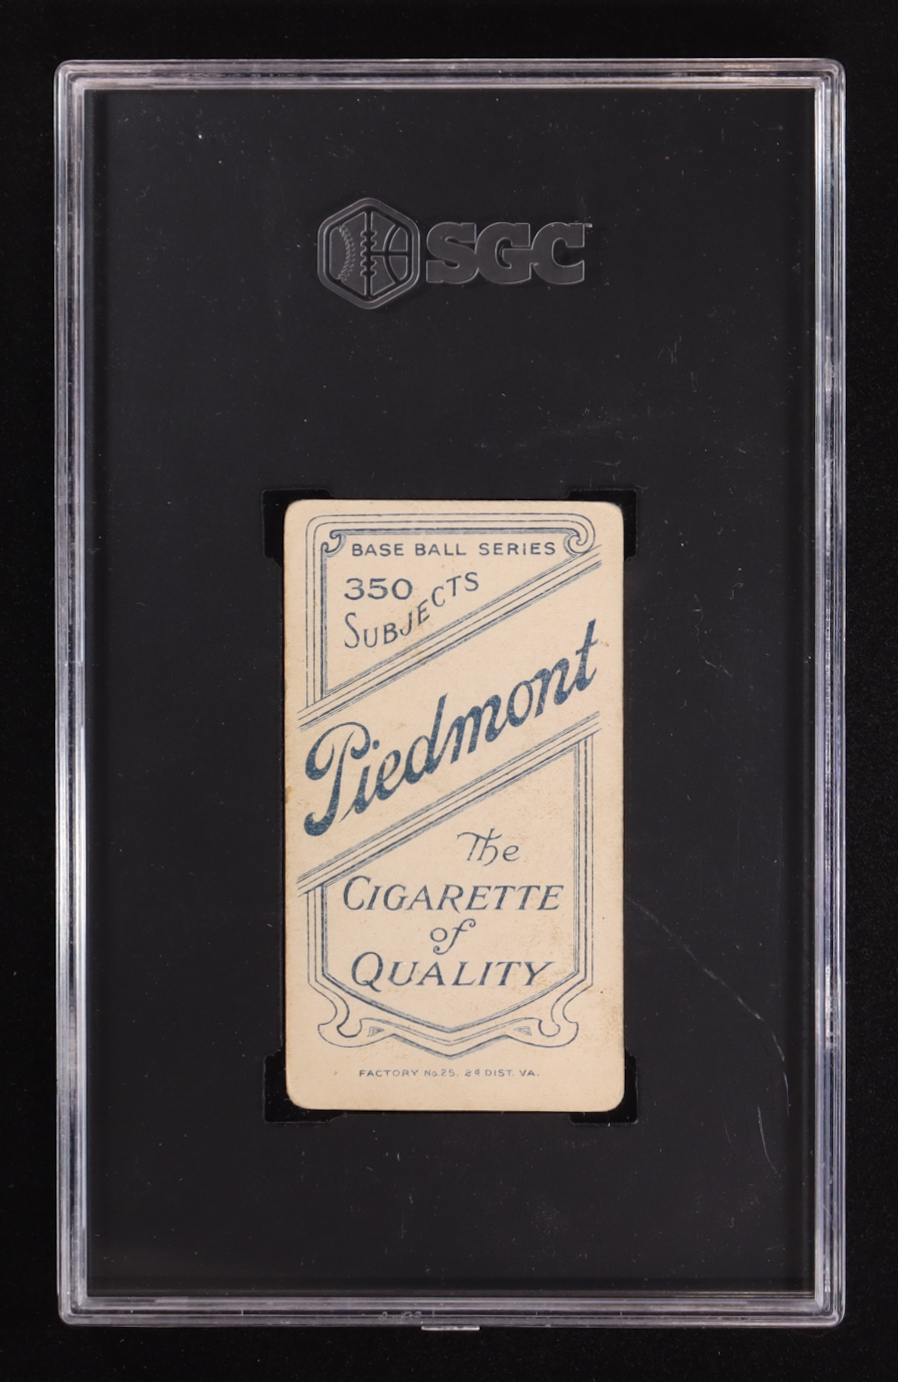 SGC
BASE BALL SERIES
350
SUBJECTS
Piedmont
The
CIGARETTE
of
QUALITY
FACTORY No. 25, 2d DIST. VA.